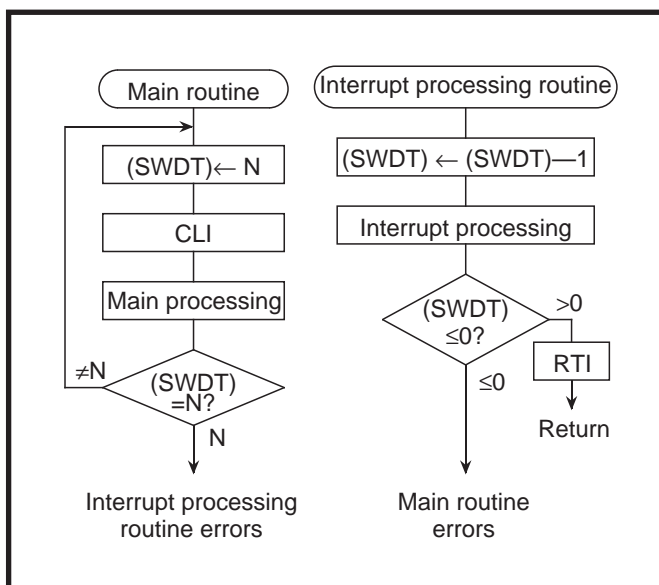 Main routine
(SWDT)← N
CLI
Main processing
≠N
(SWDT)
=N?
N
Interrupt processing
routine errors
Interrupt processing routine
(SWDT) ← (SWDT)—1
Interrupt processing
(SWDT)
≤0?
>0
RTI
Return
≤0
Main routine
errors